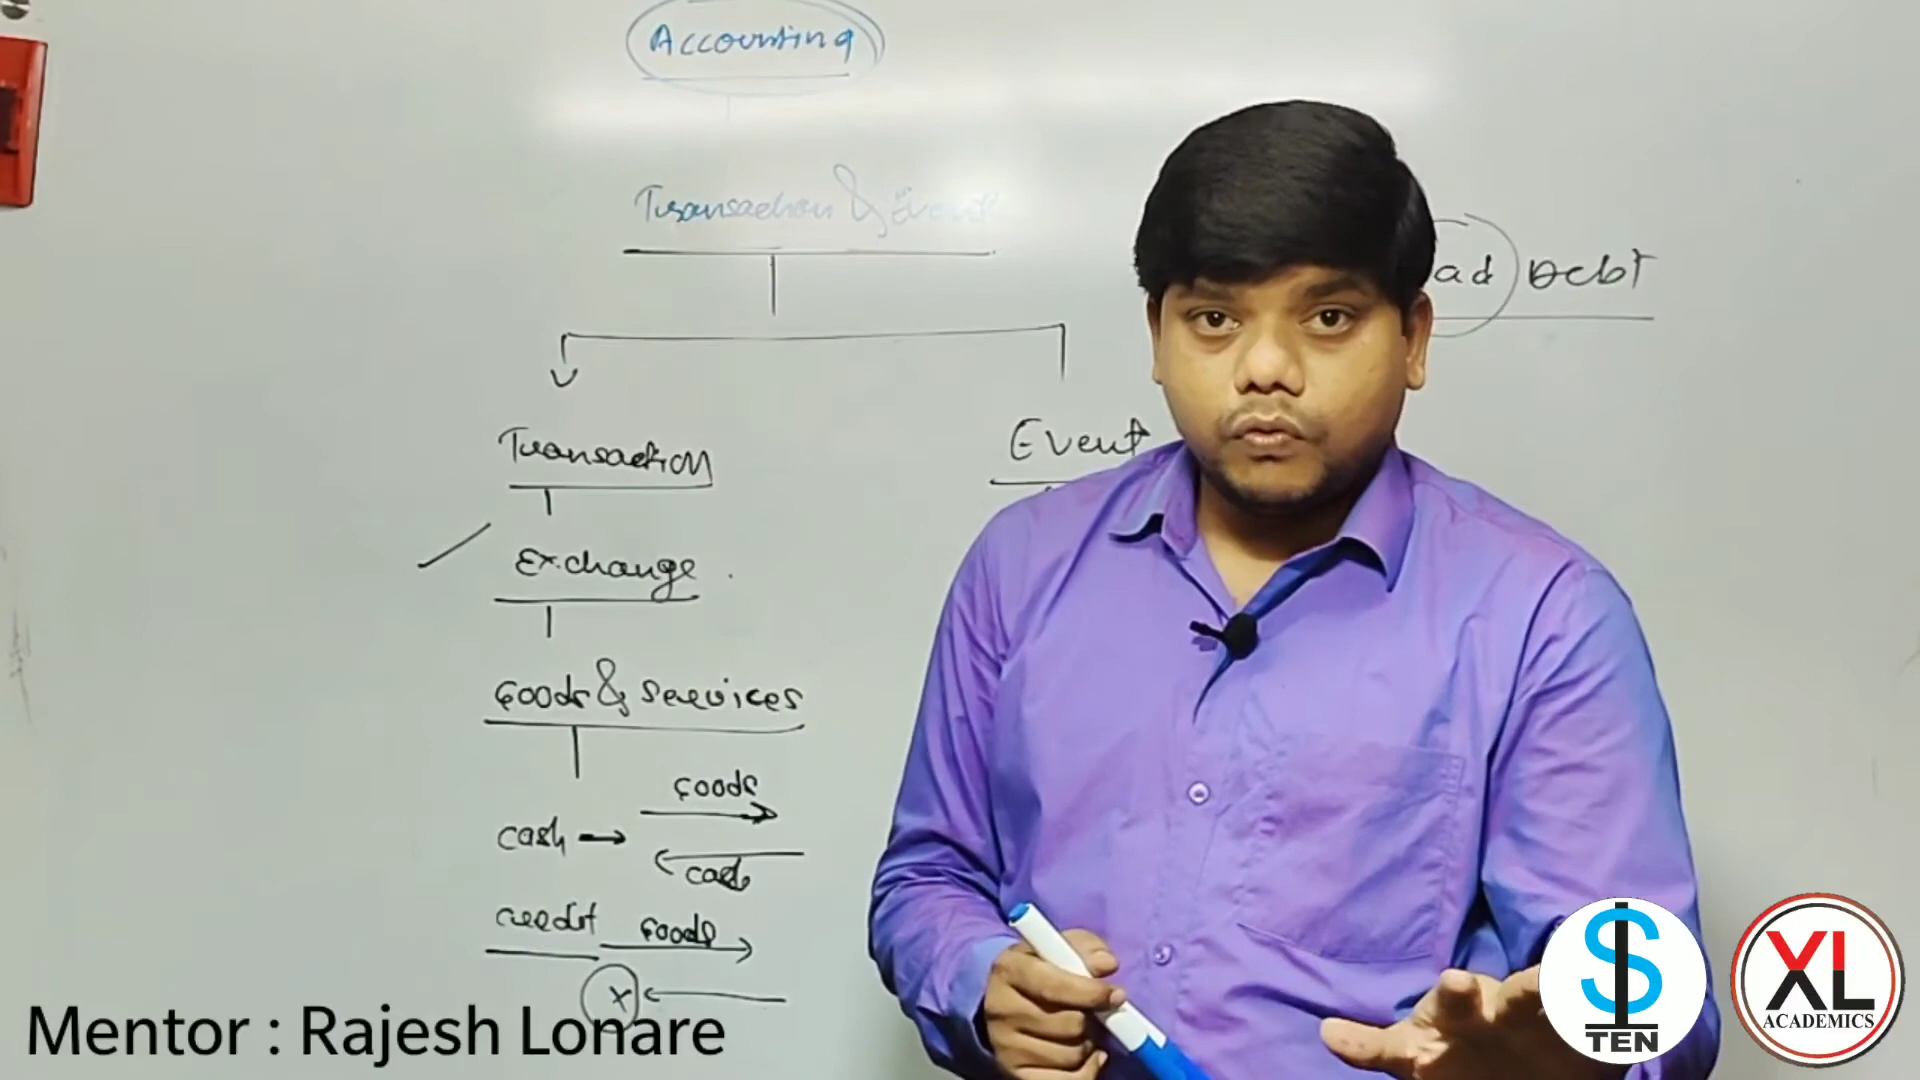 Accounting
Transaction & Event
ad Debt
Transaction
Event
Exchange
Goods & Services
Goods
Cash
Cash
Credit Goods
X
Mentor : Rajesh Lonare
TEN
XL
ACADEMICS